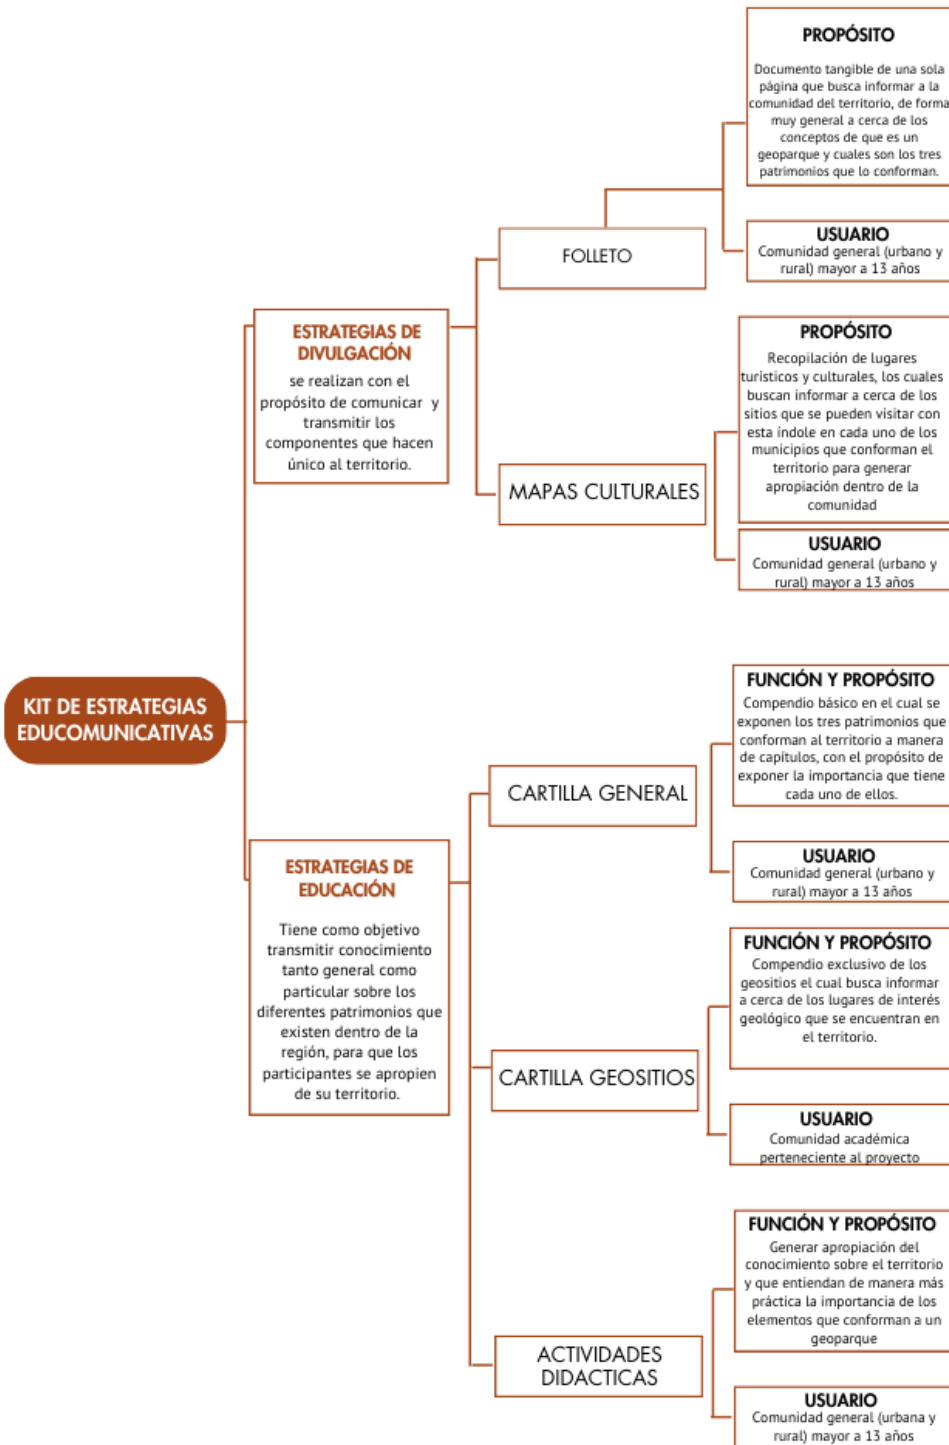 PROPÓSITO
Documento tangible de una sola
página que busca informar a la
comunidad del territorio, de forma
muy general a cerca de los
conceptos de que es un
geoparque y cuales son los tres
patrimonios que lo conforman.
FOLLETO
USUARIO
Comunidad general (urbano y
rural) mayor a 13 años
ESTRATEGIAS DE
DIVULGACIÓN
se realizan con el
propósito de comunicar y
transmitir los
componentes que hacen
único al territorio.
PROPÓSITO
Recopilación de lugares
turísticos y culturales, los cuales
buscan informar a cerca de los
sitios que se pueden visitar con
esta índole en cada uno de los
municipios que conforman el
territorio para generar
apropiación dentro de la
comunidad
MAPAS CULTURALES
USUARIO
Comunidad general (urbano y
rural) mayor a 13 años
KIT DE ESTRATEGIAS
EDUCOMUNICATIVAS
FUNCIÓN Y PROPÓSITO
Compendio básico en el cual se
exponen los tres patrimonios que
conforman al territorio a manera
de capítulos, con el propósito de
exponer la importancia que tiene
cada uno de ellos.
CARTILLA GENERAL
USUARIO
Comunidad general (urbano y
rural) mayor a 13 años
ESTRATEGIAS DE
EDUCACIÓN
Tiene como objetivo
transmitir conocimiento
tanto general como
particular sobre los
diferentes patrimonios que
existen dentro de la
región, para que los
participantes se apropien
de su territorio.
FUNCIÓN Y PROPÓSITO
Compendio exclusivo de los
geositios el cual busca informar
a cerca de los lugares de interés
geológico que se encuentran en
el territorio.
CARTILLA GEOSITIOS
USUARIO
Comunidad académica
perteneciente al proyecto
FUNCIÓN Y PROPÓSITO
Generar apropiación del
conocimiento sobre el territorio
y que entiendan de manera más
práctica la importancia de los
elementos que conforman a un
geoparque
ACTIVIDADES
DIDACTICAS
USUARIO
Comunidad general (urbana y
rural) mayor a 13 años